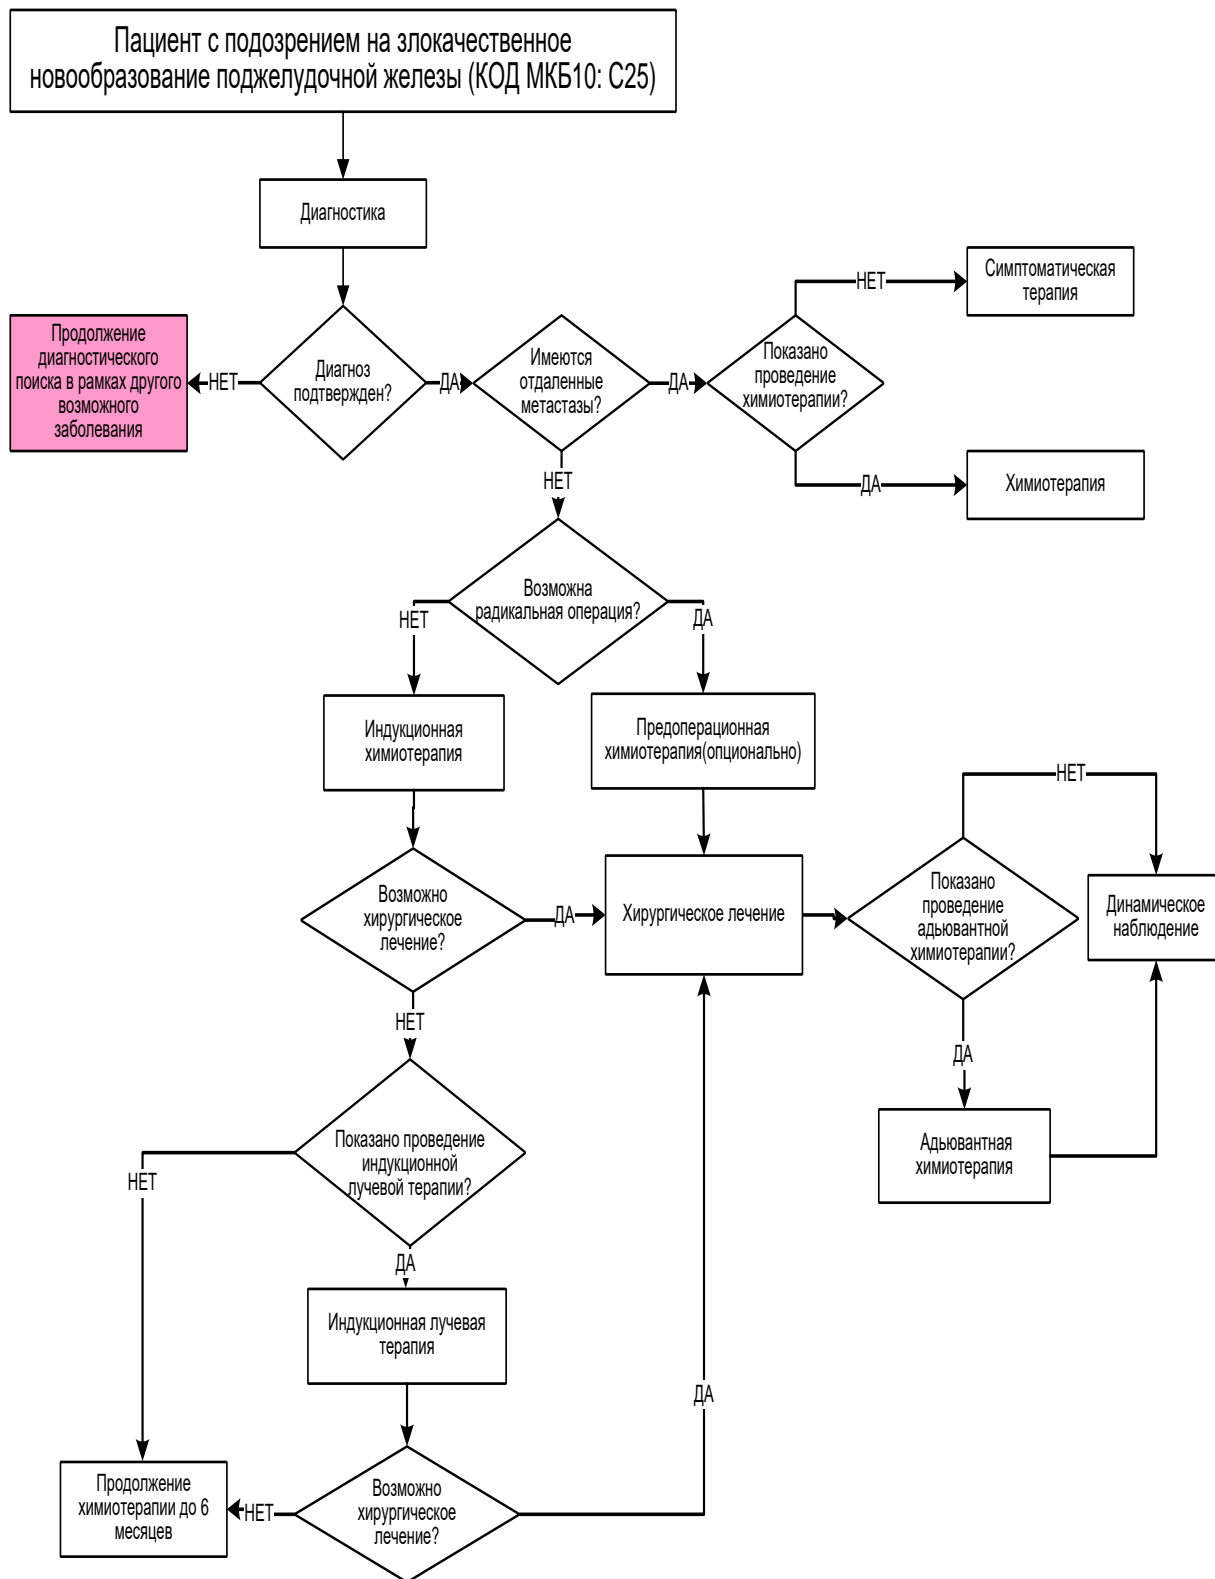 Пациент с подозрением на злокачественное
новообразование поджелудочной железы (КОД МКБ10: С25)
Диагностика
Диагноз
подтвержден?
НЕТ
Продолжение
диагностического
поиска в рамках другого
возможного
заболевания
ДА
Имеются
отдаленные
метастазы?
ДА
Показано
проведение
химиотерапии?
НЕТ
Симптоматическая
терапия
ДА
Химиотерапия
НЕТ
Возможна
радикальная операция?
НЕТ
ДА
Индукционная
химиотерапия
Предоперационная
химиотерапия(опционально)
Возможно
хирургическое
лечение?
ДА
Хирургическое лечение
Показано
проведение
адьювантной
химиотерапии?
НЕТ
Динамическое
наблюдение
ДА
Адьювантная
химиотерапия
НЕТ
Показано проведение
индукционной
лучевой терапии?
НЕТ
ДА
Индукционная лучевая
терапия
ДА
Возможно
хирургическое
лечение?
НЕТ
Продолжение
химиотерапии до 6
месяцев